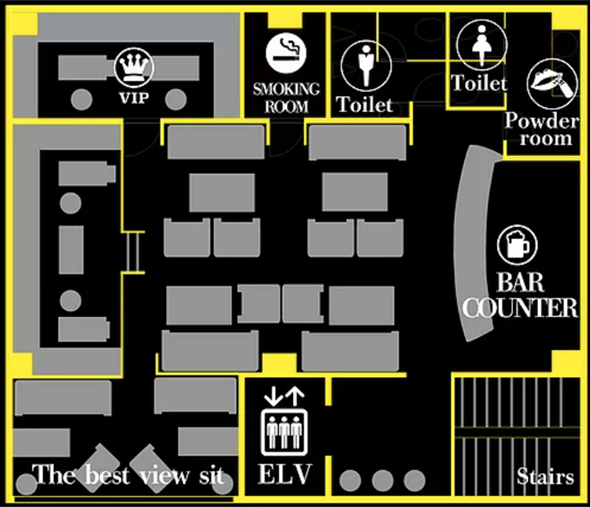 VIP
SMOKING
ROOM
Toilet
Toilet
Powder
room
BAR
COUNTER
The best view sit
ELV
Stairs